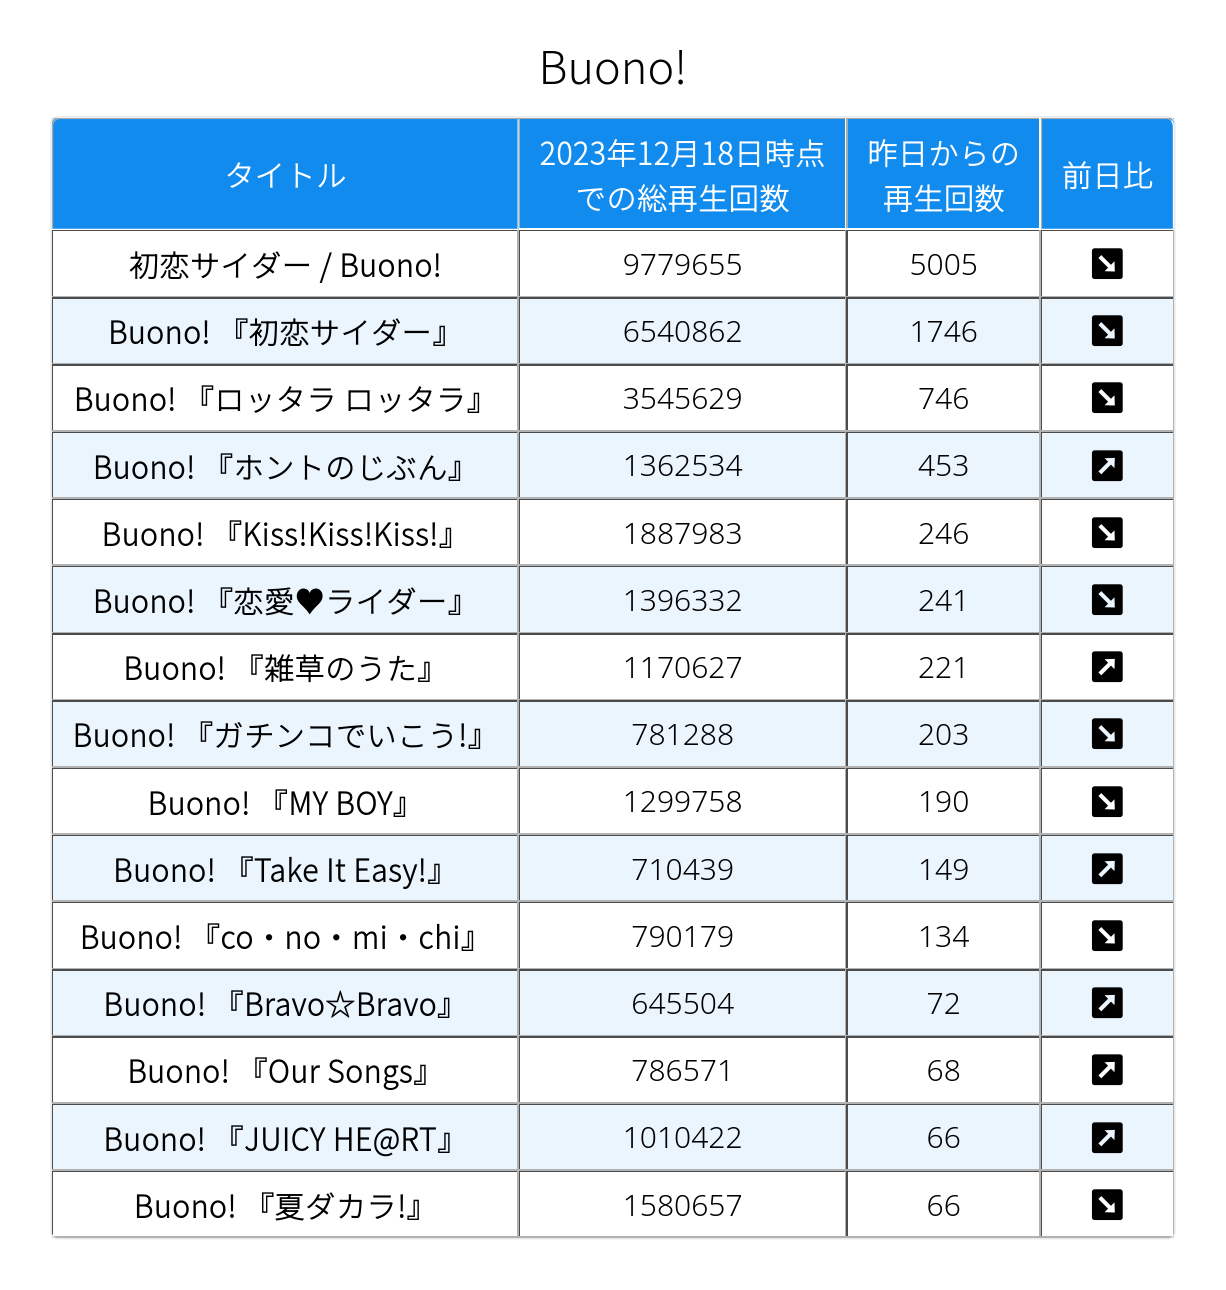 Buono!
タイトル
2023年12月18日時点
での総再生回数
昨日からの
再生回数
前日比
初恋サイダー / Buono! 9779655 5005 ↘
Buono! 『初恋サイダー』 6540862 1746 ↘
Buono! 『ロッタラ ロッタラ』 3545629 746 ↘
Buono! 『ホントのじぶん』 1362534 453 ↗
Buono! 『Kiss!Kiss!Kiss!』 1887983 246 ↘
Buono! 『恋愛♥ライダー』 1396332 241 ↘
Buono! 『雑草のうた』 1170627 221 ↗
Buono! 『ガチンコでいこう!』 781288 203 ↘
Buono! 『MY BOY』 1299758 190 ↘
Buono! 『Take It Easy!』 710439 149 ↗
Buono! 『co・no・mi・chi』 790179 134 ↘
Buono! 『Bravo☆Bravo』 645504 72 ↗
Buono! 『Our Songs』 786571 68 ↗
Buono! 『JUICY HE@RT』 1010422 66 ↗
Buono! 『夏ダカラ!』 1580657 66 ↘